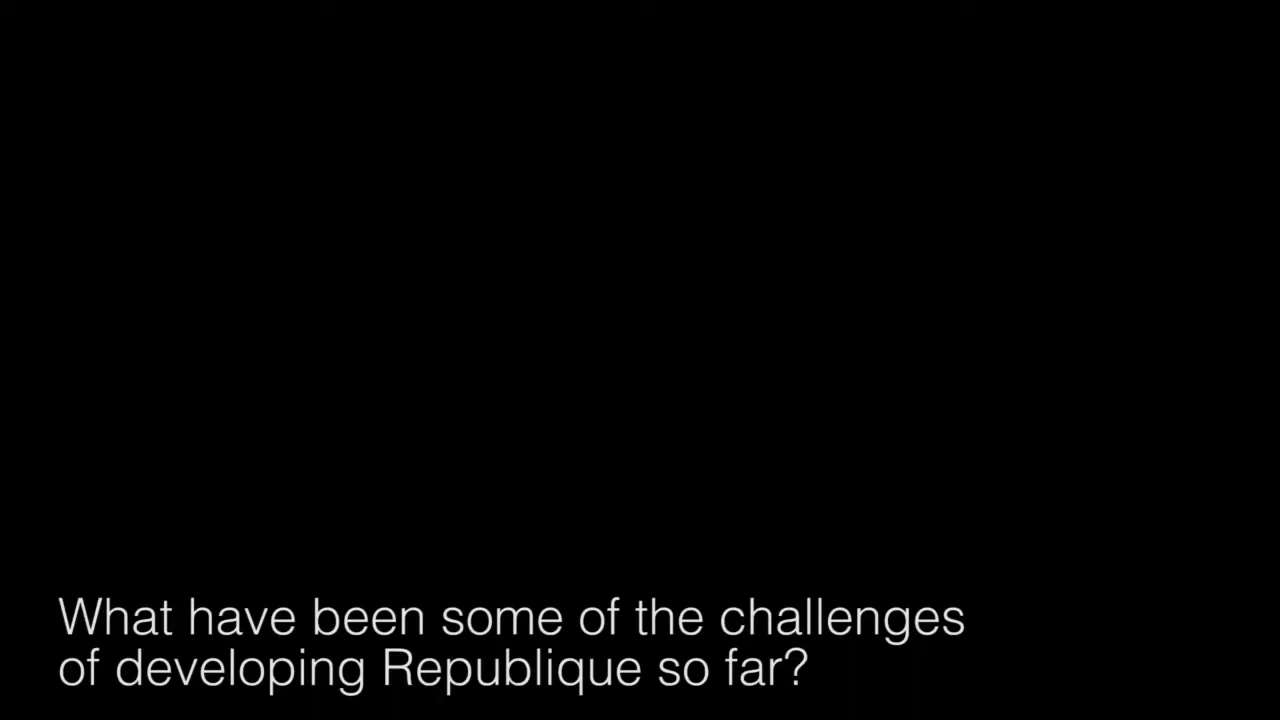 What have been some of the challenges
of developing Republique so far?